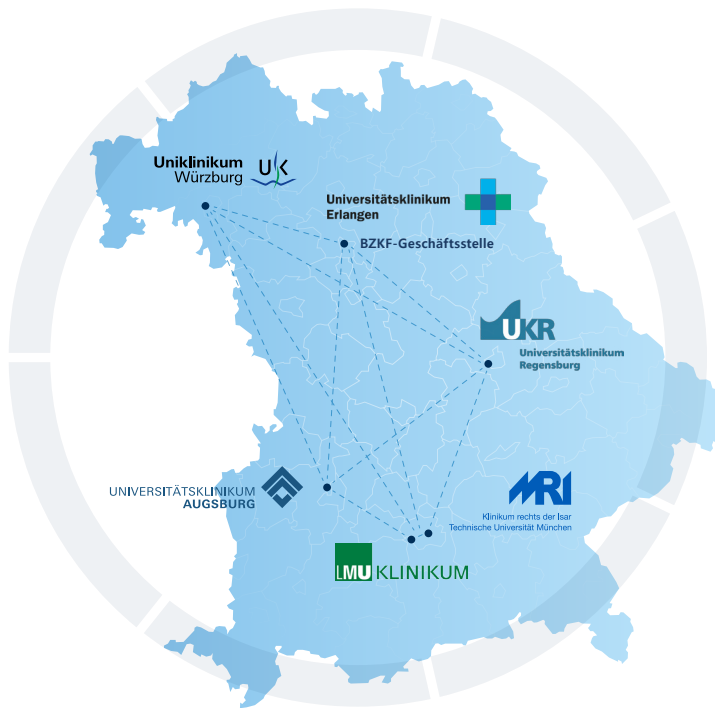 Uniklinikum
Würzburg
UK
Universitätsklinikum
Erlangen
BZKF-Geschäftsstelle
UKR
Universitätsklinikum
Regensburg
UNIVERSITÄTSKLINIKUM
AUGSBURG
MRI
Klinikum rechts der Isar
Technische Universität München
LMU KLINIKUM